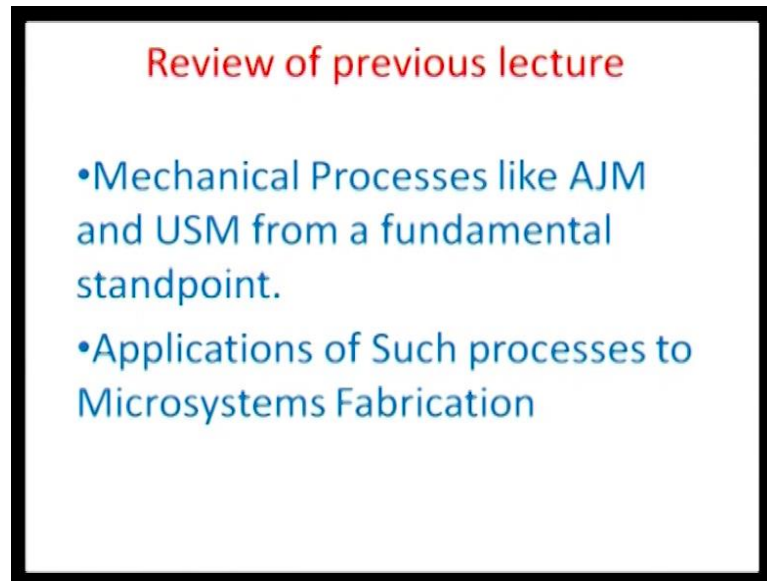 Review of previous lecture
•Mechanical Processes like AJM
and USM from a fundamental
standpoint.
•Applications of Such processes to
Microsystems Fabrication